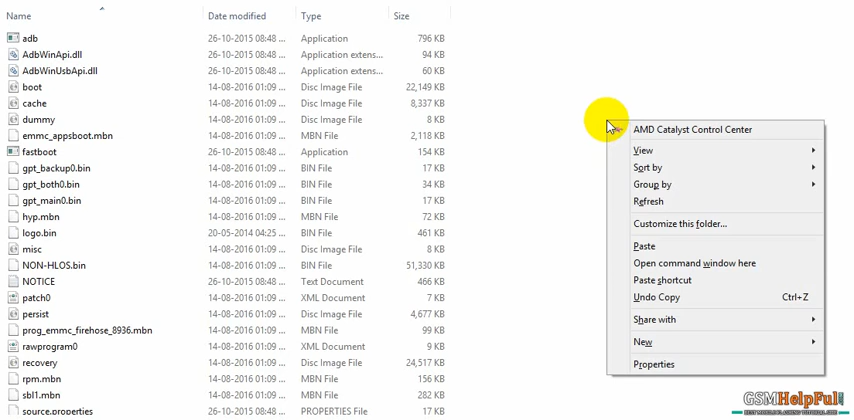 Name Date modified Type Size
adb 26-10-2015 08:48 ... Application 796 KB
AdbWinApi.dll 26-10-2015 08:48 ... Application extens... 94 KB
AdbWinUsbApi.dll 26-10-2015 08:48 ... Application extens... 60 KB
boot 14-08-2016 01:09 ... Disc Image File 22,149 KB
cache 14-08-2016 01:09 ... Disc Image File 8,337 KB
dummy 14-08-2016 01:09 ... Disc Image File 8 KB
emmc_appsboot.mbn 14-08-2016 01:09 ... MBN File 2,118 KB
fastboot 26-10-2015 08:48 ... Application 154 KB
gpt_backup0.bin 14-08-2016 01:09 ... BIN File 17 KB
gpt_both0.bin 14-08-2016 01:09 ... BIN File 34 KB
gpt_main0.bin 14-08-2016 01:09 ... BIN File 17 KB
hyp.mbn 14-08-2016 01:09 ... MBN File 72 KB
logo.bin 20-05-2014 04:25 ... BIN File 461 KB
misc 14-08-2016 01:09 ... Disc Image File 8 KB
NON-HLOS.bin 14-08-2016 01:09 ... BIN File 51,330 KB
NOTICE 26-10-2015 08:48 ... Text Document 466 KB
patch0 14-08-2016 01:09 ... XML Document 7 KB
persist 14-08-2016 01:09 ... Disc Image File 4,677 KB
prog_emmc_firehose_8936.mbn 14-08-2016 01:09 ... MBN File 99 KB
rawprogram0 14-08-2016 01:09 ... XML Document 9 KB
recovery 14-08-2016 01:09 ... Disc Image File 24,517 KB
rpm.mbn 14-08-2016 01:09 ... MBN File 156 KB
sbl1.mbn 14-08-2016 01:09 ... MBN File 282 KB
source.properties 26-10-2015 08:48 ... PROPERTIES File 17 KB
AMD Catalyst Control Center
View
Sort by
Group by
Refresh
Customize this folder...
Paste
Open command window here
Paste shortcut
Undo Copy Ctrl+Z
Share with
New
Properties
GSMHelpFul